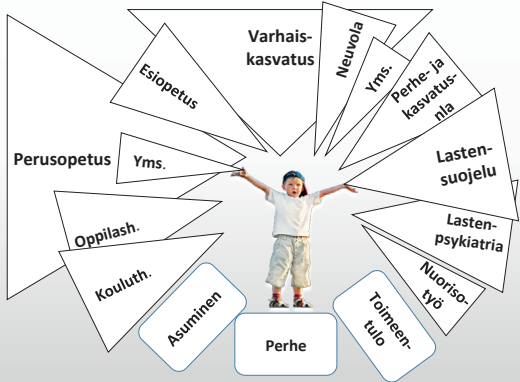 Varhais-
kasvatus
Neuvola
Yms.
Perhe- ja
kasvatus-
nla
Esiopetus
Lasten-
suojelu
Perusopetus
Yms.
Lasten-
psykiatria
Oppilash.
Kouluth.
Nuoriso-
työ
Asuminen
Perhe
Toimeen-
tulo